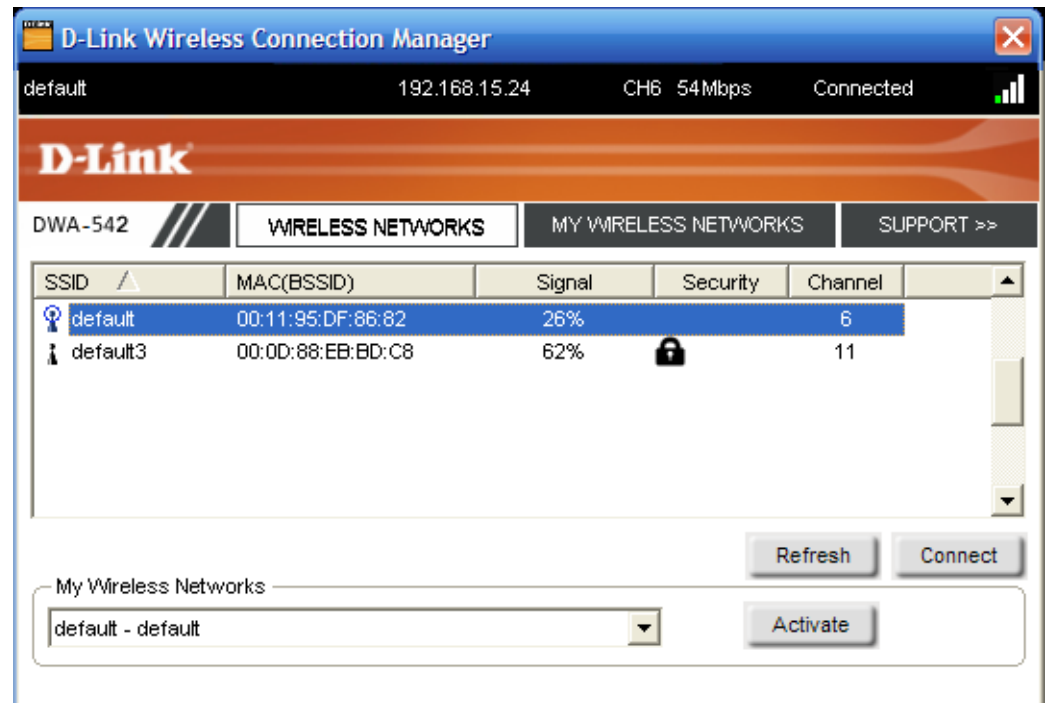 D-Link Wireless Connection Manager
default 192.168.15.24 CH6 54Mbps Connected
D-Link
DWA-542 WIRELESS NETWORKS MY WIRELESS NETWORKS SUPPORT >>
SSID MAC(BSSID) Signal Security Channel
default 00:11:95:DF:86:82 26% 6
default3 00:0D:88:EB:BD:C8 62% 11
Refresh Connect
My Wireless Networks
default - default Activate